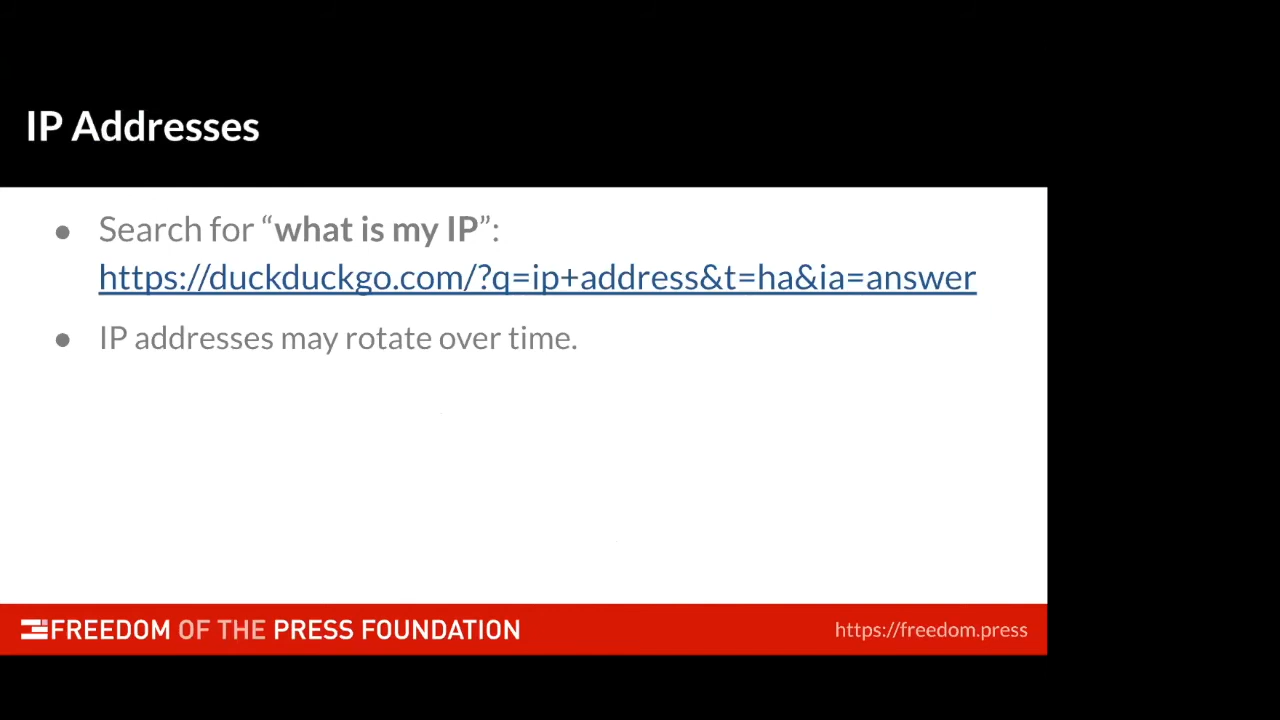 IP Addresses
● Search for “what is my IP”:
https://duckduckgo.com/?q=ip+address&t=ha&ia=answer
● IP addresses may rotate over time.
FREEDOM OF THE PRESS FOUNDATION
https://freedom.press